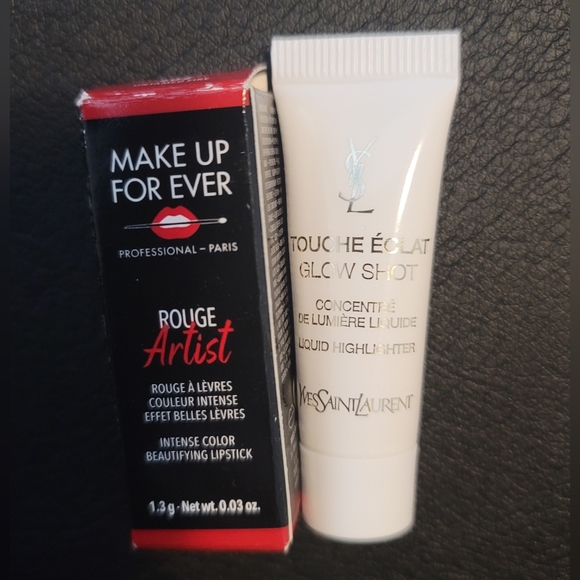 MAKE UP
FOR EVER
PROFESSIONAL – PARIS
ROUGE
Artist
ROUGE À LÈVRES
COULEUR INTENSE
EFFET BELLES LÈVRES
INTENSE COLOR
BEAUTIFYING LIPSTICK
1.3 g · Net wt. 0.03 oz.
YSL
TOUCHE ÉCLAT
GLOW SHOT
CONCENTRÉ
DE LUMIÈRE LIQUIDE
LIQUID HIGHLIGHTER
YVESSAINTLAURENT